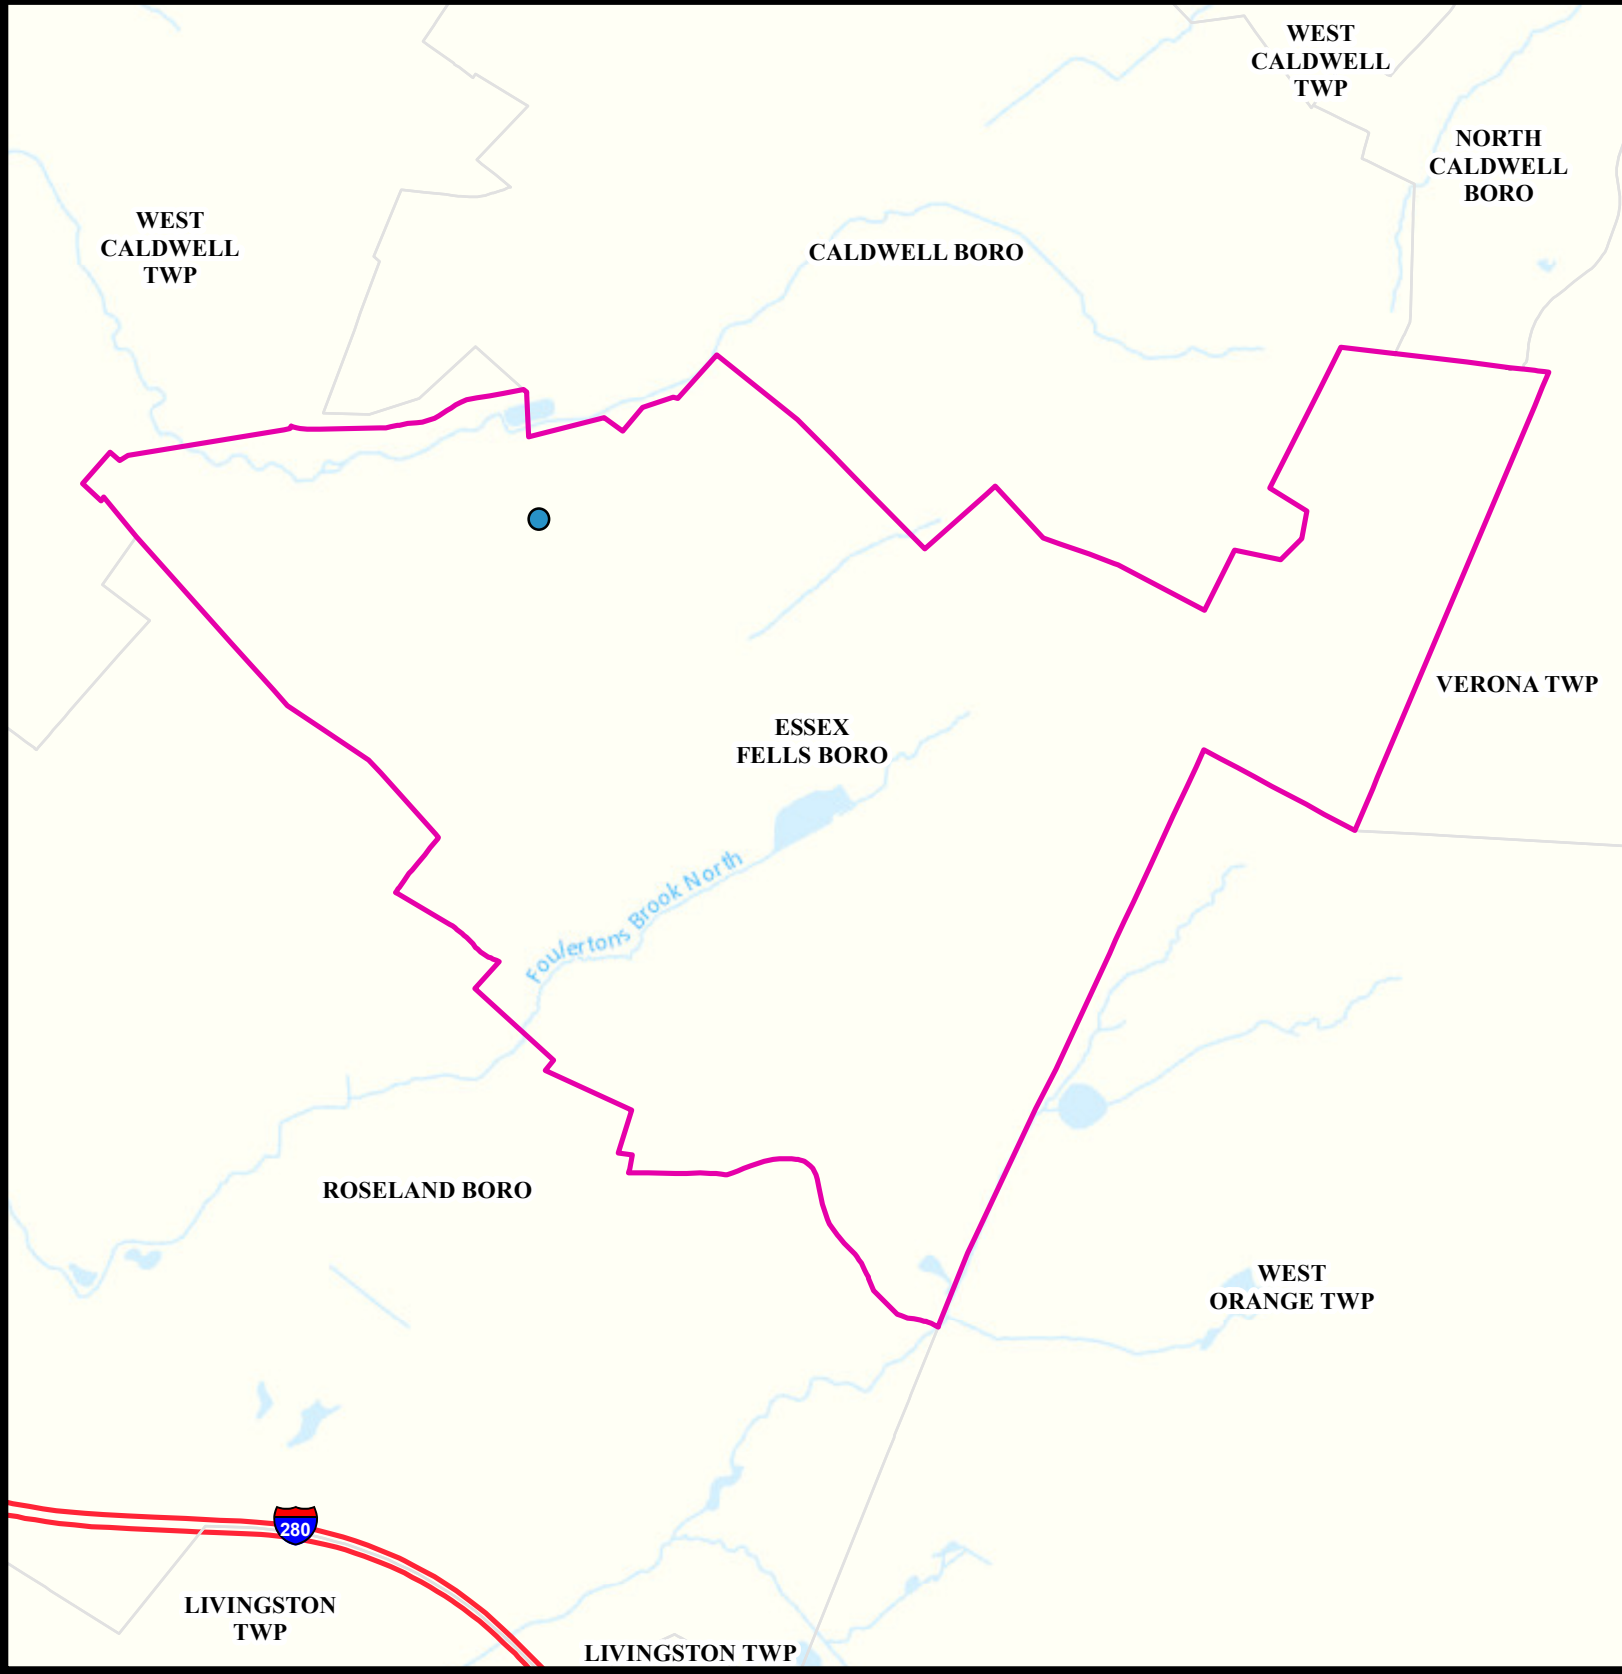 WEST
CALDWELL
TWP
NORTH
CALDWELL
BORO
WEST
CALDWELL
TWP
CALDWELL BORO
VERONA TWP
ESSEX
FELLS BORO
Foulertons Brook North
ROSELAND BORO
WEST
ORANGE TWP
280
LIVINGSTON
TWP
LIVINGSTON TWP